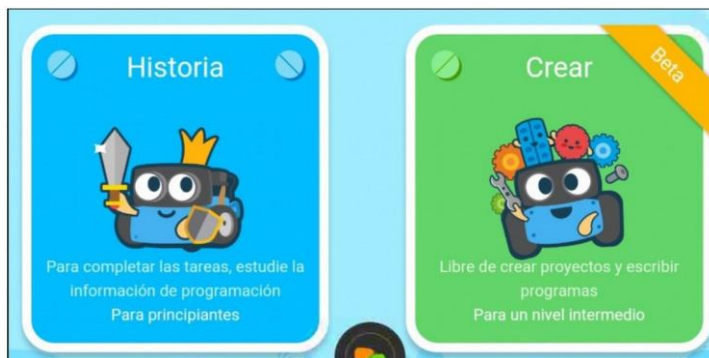 Historia
Para completar las tareas, estudie la
información de programación
Para principiantes
Crear
Beta
Libre de crear proyectos y escribir
programas
Para un nivel intermedio